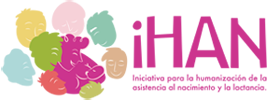 iHAN
Iniciativa para la humanización de la
asistencia al nacimiento y la lactancia.